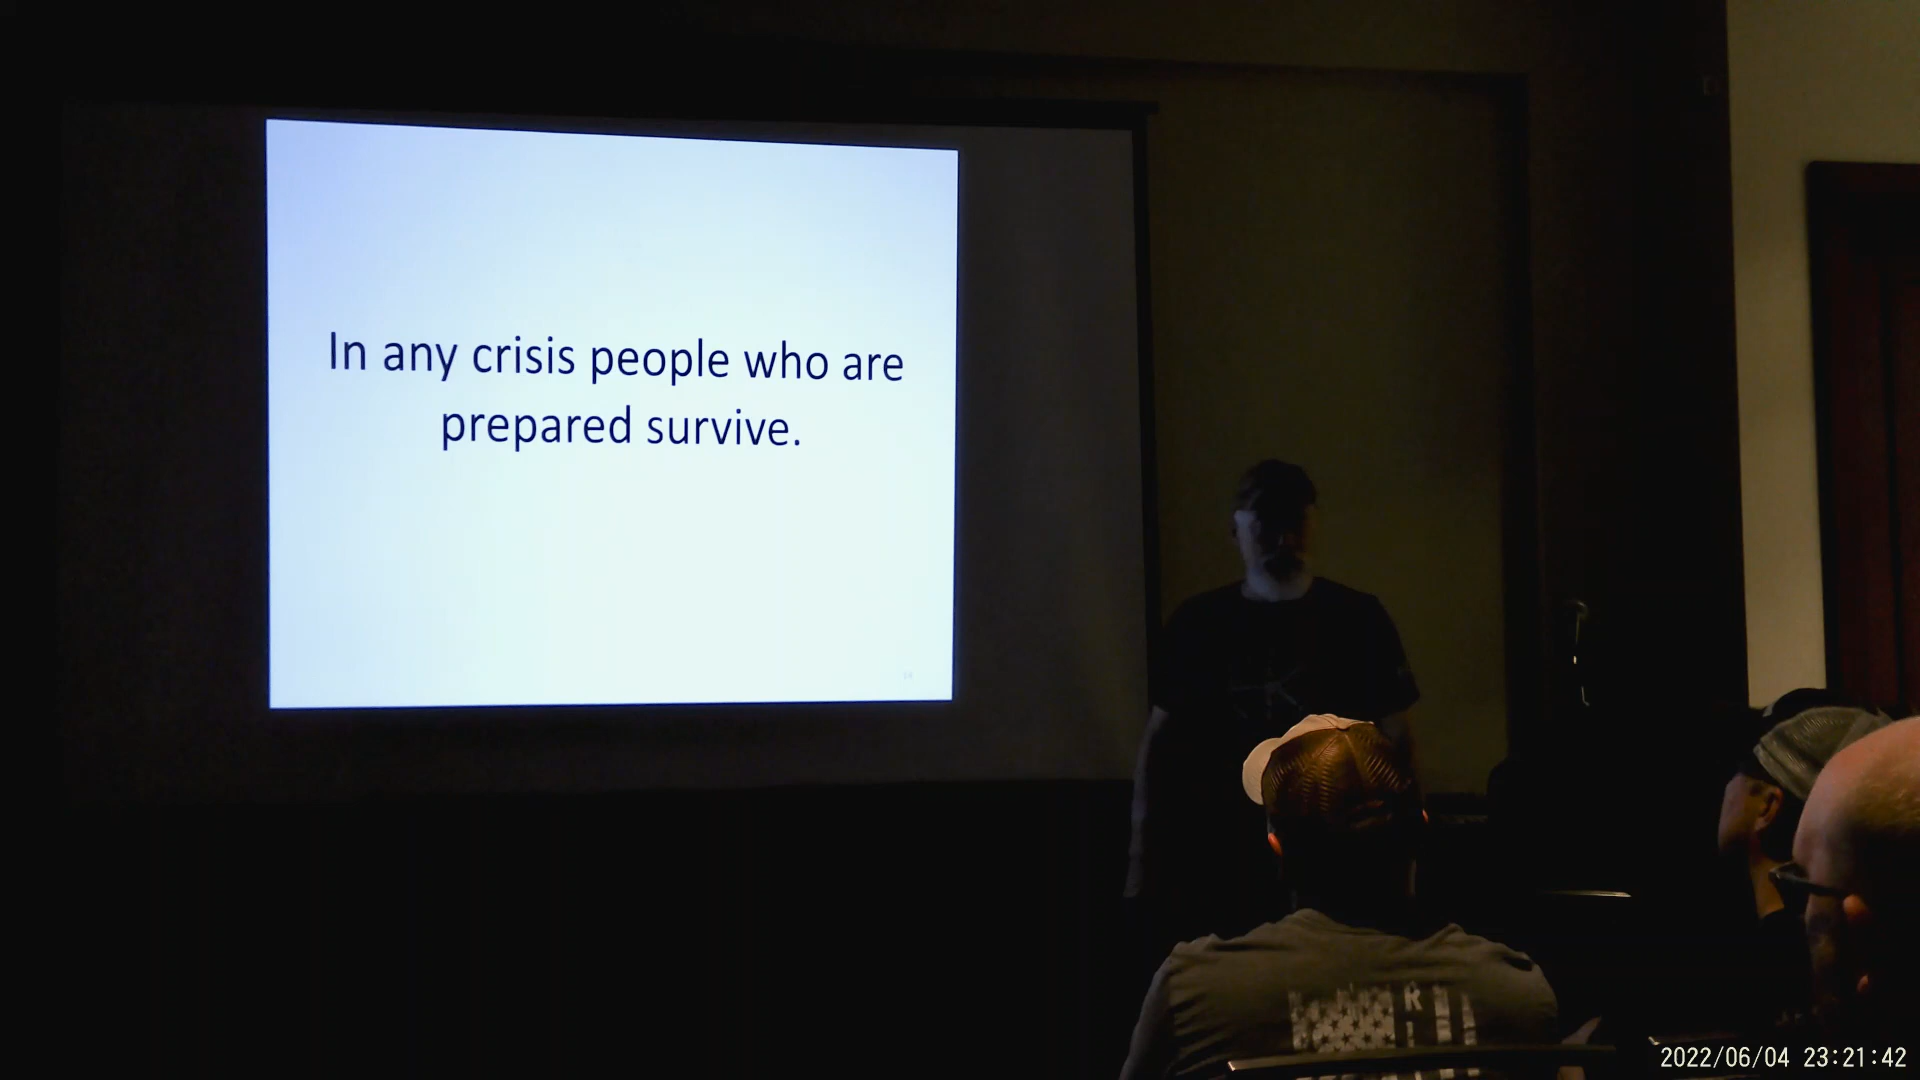 In any crisis people who are
prepared survive.
2022/06/04 23:21:42